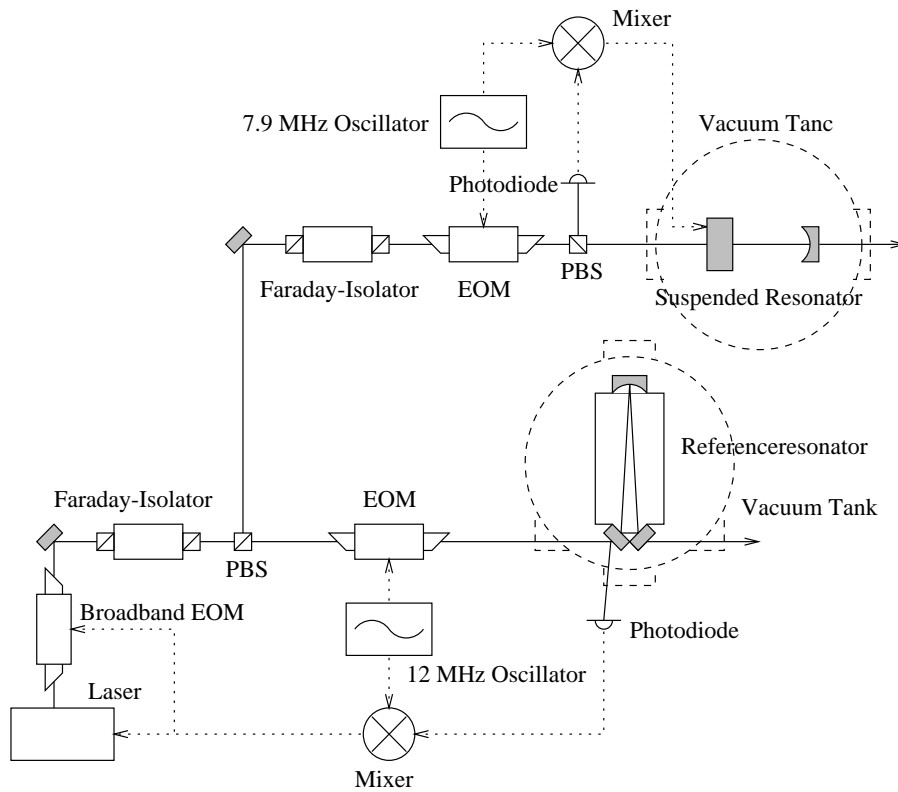 Mixer
7.9 MHz Oscillator
Vacuum Tanc
Photodiode
Faraday-Isolator
EOM
PBS
Suspended Resonator
Referenceresonator
Faraday-Isolator
EOM
Vacuum Tank
PBS
Broadband EOM
Photodiode
12 MHz Oscillator
Laser
Mixer